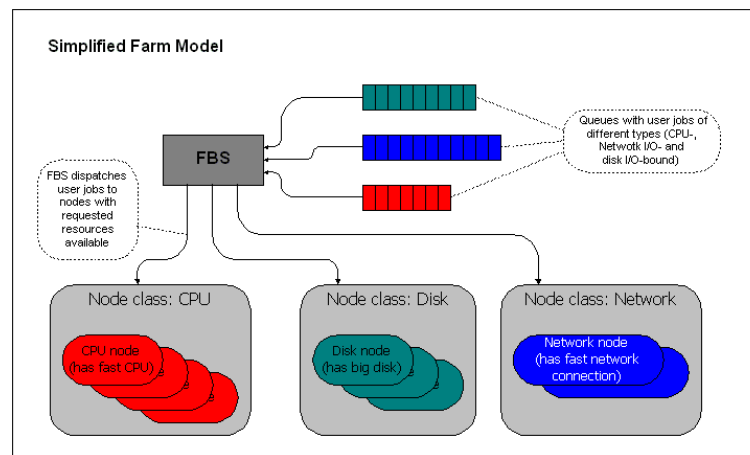 Simplified Farm Model
Queues with user jobs of
different types (CPU-,
Netwotk I/O- and
disk I/O-bound)
FBS
FBS dispatches
user jobs to
nodes with
requested
resources
available
Node class: CPU
Node class: Disk
Node class: Network
CPU node
(has fast CPU)
e
e
e
Disk node
(has big disk)
e
e
Network node
(has fast network
connection)